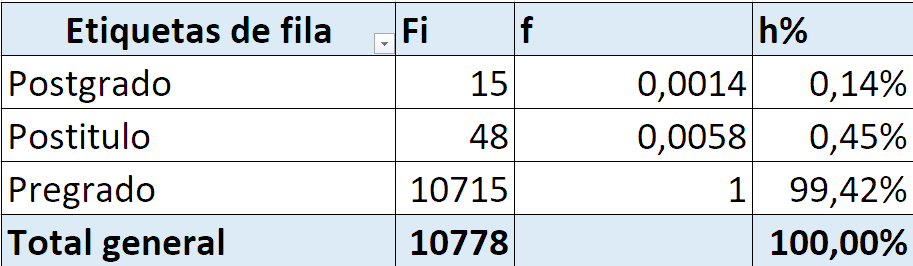 Etiquetas de fila Fi f h%
Postgrado 15 0,0014 0,14%
Postitulo 48 0,0058 0,45%
Pregrado 10715 1 99,42%
Total general 10778 100,00%